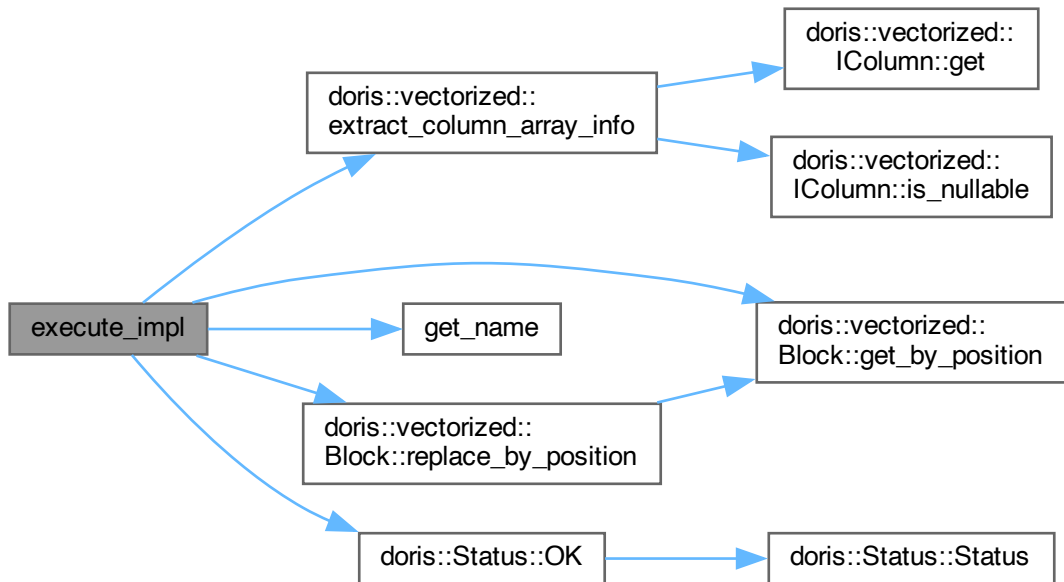 execute_impl
doris::vectorized::
extract_column_array_info
doris::vectorized::
IColumn::get
doris::vectorized::
IColumn::is_nullable
get_name
doris::vectorized::
Block::get_by_position
doris::vectorized::
Block::replace_by_position
doris::Status::OK
doris::Status::Status